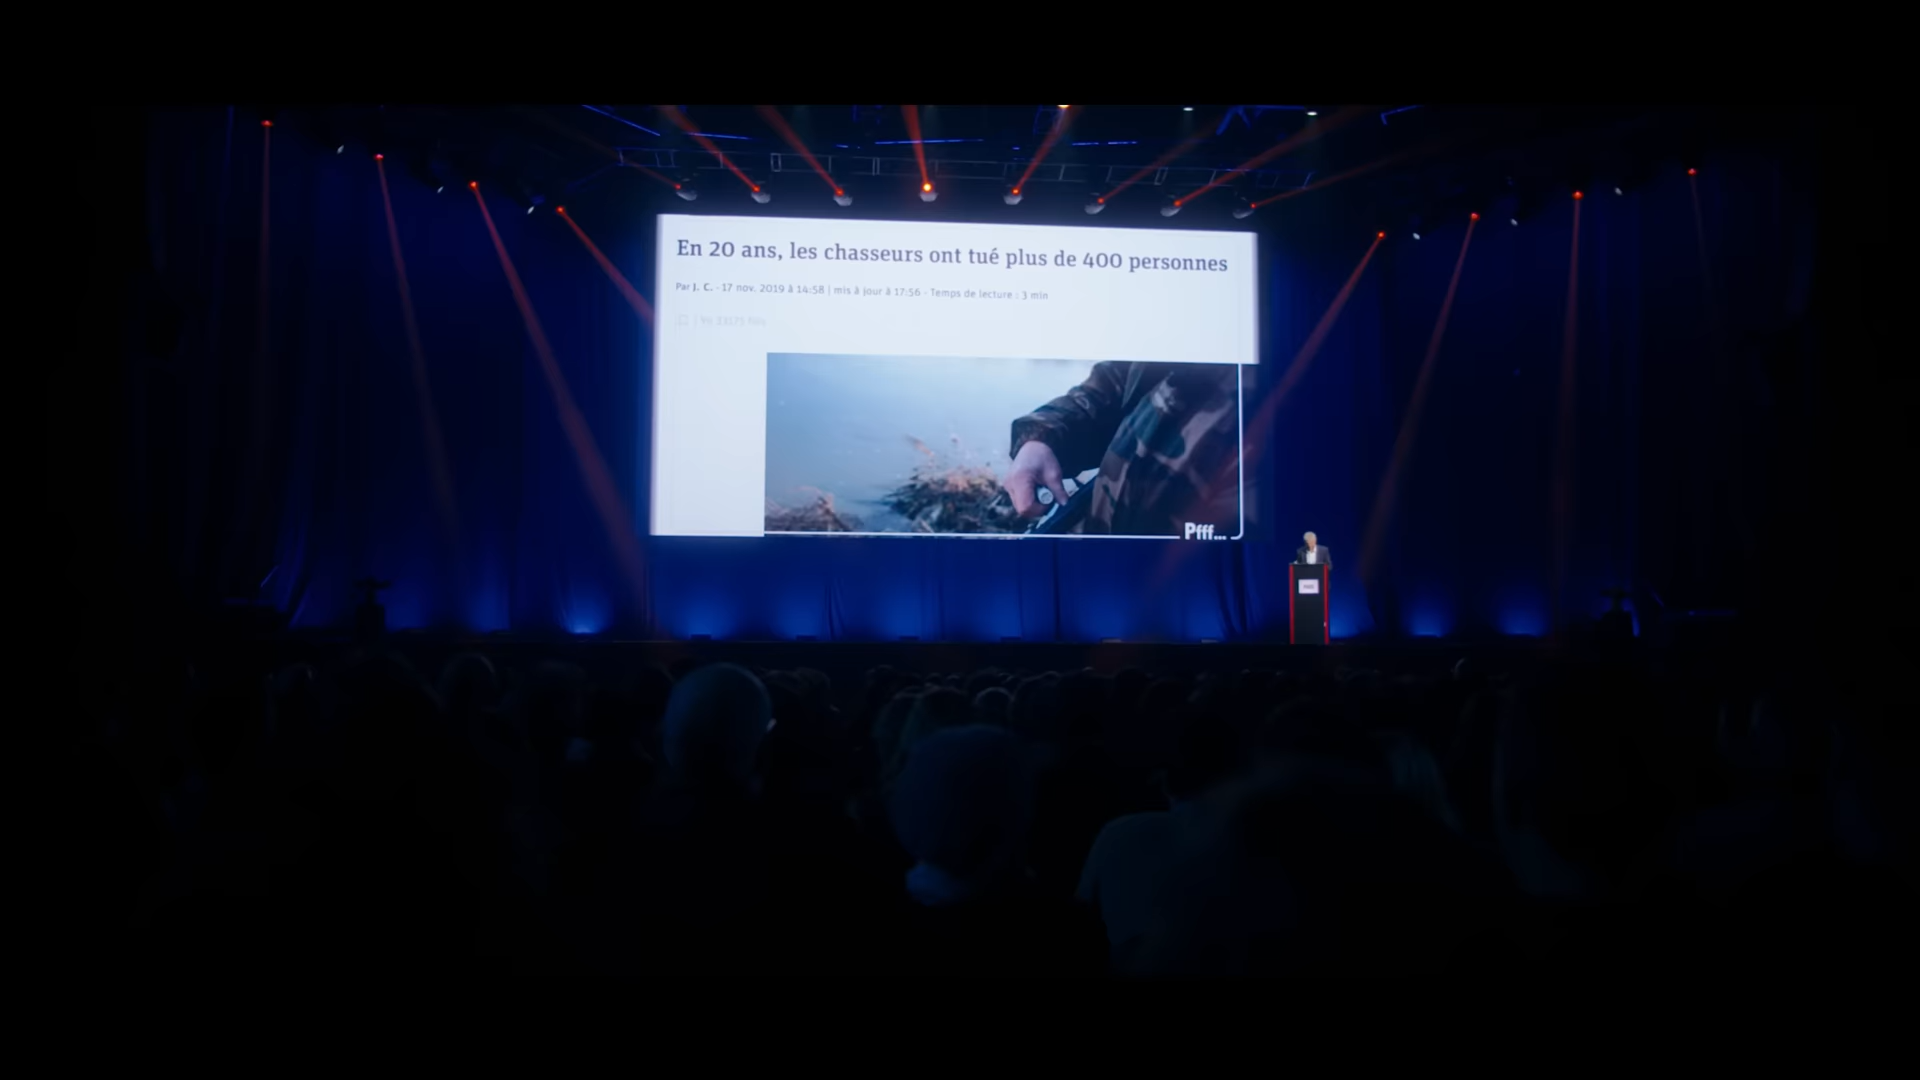 En 20 ans, les chasseurs ont tué plus de 400 personnes
Par J. C. - 17 nov. 2019 à 14:58 | mis à jour à 17:56 - Temps de lecture : 3 min
Pfff...